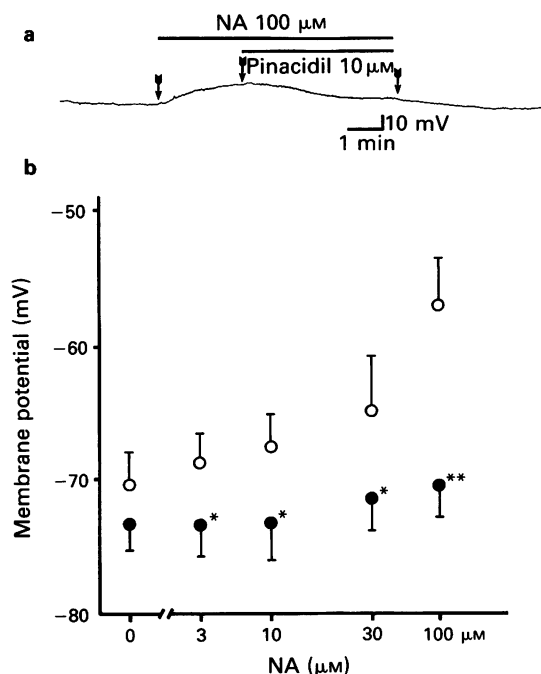 a
NA 100 μM
Pinacidil 10 μM
10 mV
1 min
b
Membrane potential (mV)
−50
−60
−70
−80
*
*
*
**
0
3
10
30
100 μM
NA (μM)